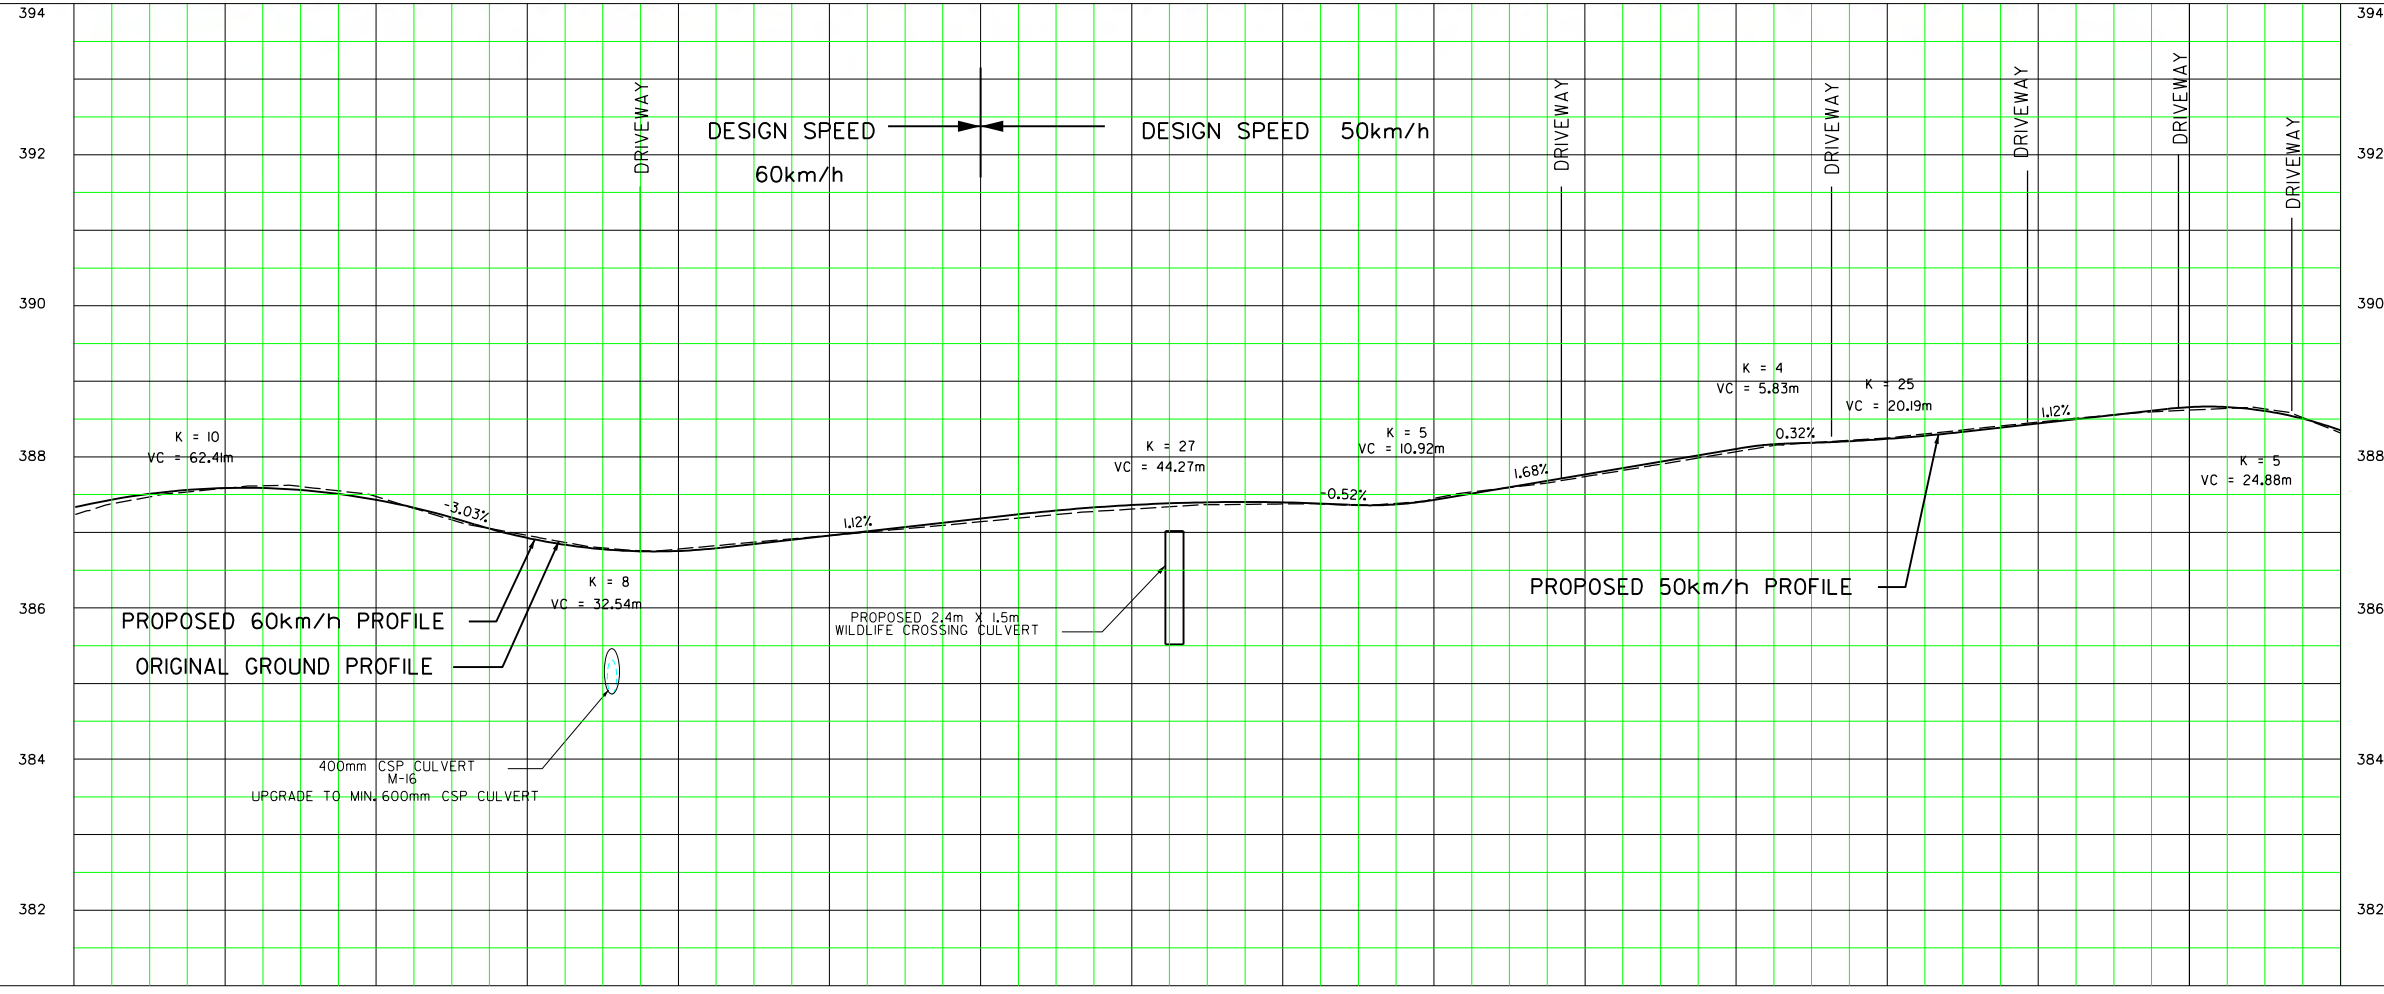 394
394
DRIVEWAY
DESIGN SPEED
60km/h
DESIGN SPEED 50km/h
DRIVEWAY
DRIVEWAY
DRIVEWAY
DRIVEWAY
DRIVEWAY
392
392
390
390
K = 4
VC = 5.83m
K = 25
VC = 20.19m
0.32%
1.12%
K = 10
VC = 62.41m
K = 27
VC = 44.27m
K = 5
VC = 10.92m
1.68%
K = 5
VC = 24.88m
388
388
-3.03%
1.12%
-0.52%
K = 8
VC = 32.54m
PROPOSED 60km/h PROFILE
ORIGINAL GROUND PROFILE
PROPOSED 2.4m X 1.5m
WILDLIFE CROSSING CULVERT
PROPOSED 50km/h PROFILE
386
386
384
384
400mm CSP CULVERT
M-16
UPGRADE TO MIN. 600mm CSP CULVERT
382
382